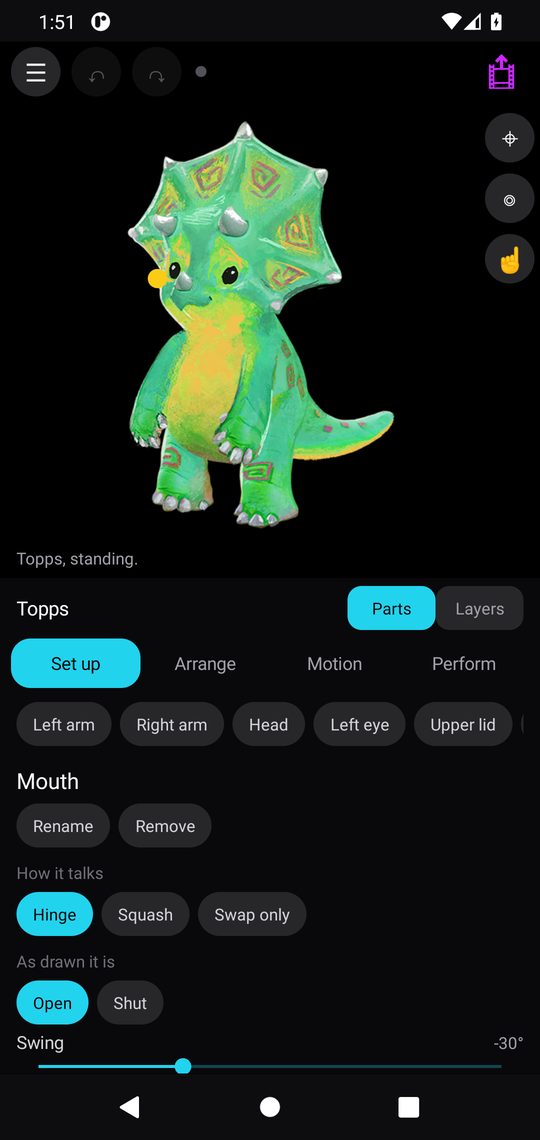 1:51
Topps, standing.
Topps
Parts
Layers
Set up
Arrange
Motion
Perform
Left arm
Right arm
Head
Left eye
Upper lid
Mouth
Rename
Remove
How it talks
Hinge
Squash
Swap only
As drawn it is
Open
Shut
Swing
-30°